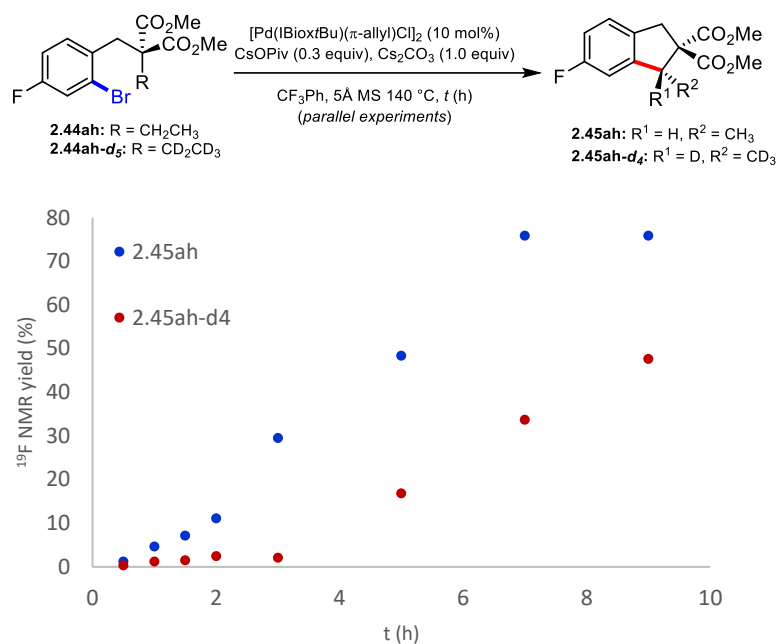 CO₂Me
CO₂Me
R
F
Br
2.44ah: R = CH₂CH₃
2.44ah-d₅: R = CD₂CD₃
[Pd(IBioxtBu)(π-allyl)Cl]₂ (10 mol%)
CsOPiv (0.3 equiv), Cs₂CO₃ (1.0 equiv)
CF₃Ph, 5Å MS 140 °C, t (h)
(parallel experiments)
CO₂Me
CO₂Me
F
R¹ R²
2.45ah: R¹ = H, R² = CH₃
2.45ah-d₄: R¹ = D, R² = CD₃
80
70
60
50
40
30
20
10
0
¹⁹F NMR yield (%)
2.45ah
2.45ah-d4
0 2 4 6 8 10
t (h)